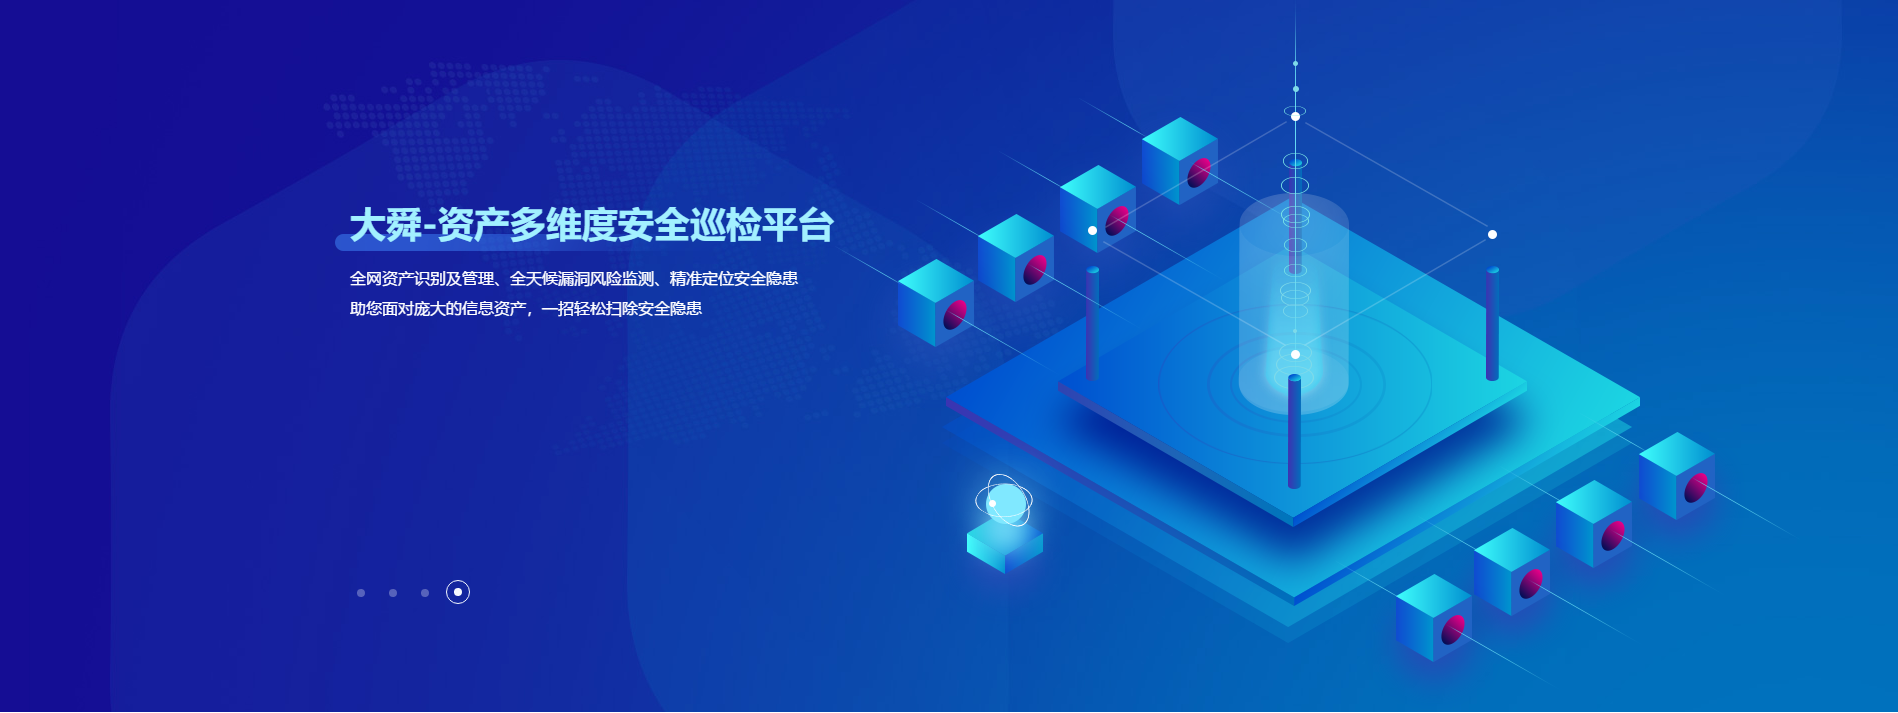 大舜-资产多维度安全巡检平台
全网资产识别及管理、全天候漏洞风险监测、精准定位安全隐患
助您面对庞大的信息资产，一招轻松扫除安全隐患